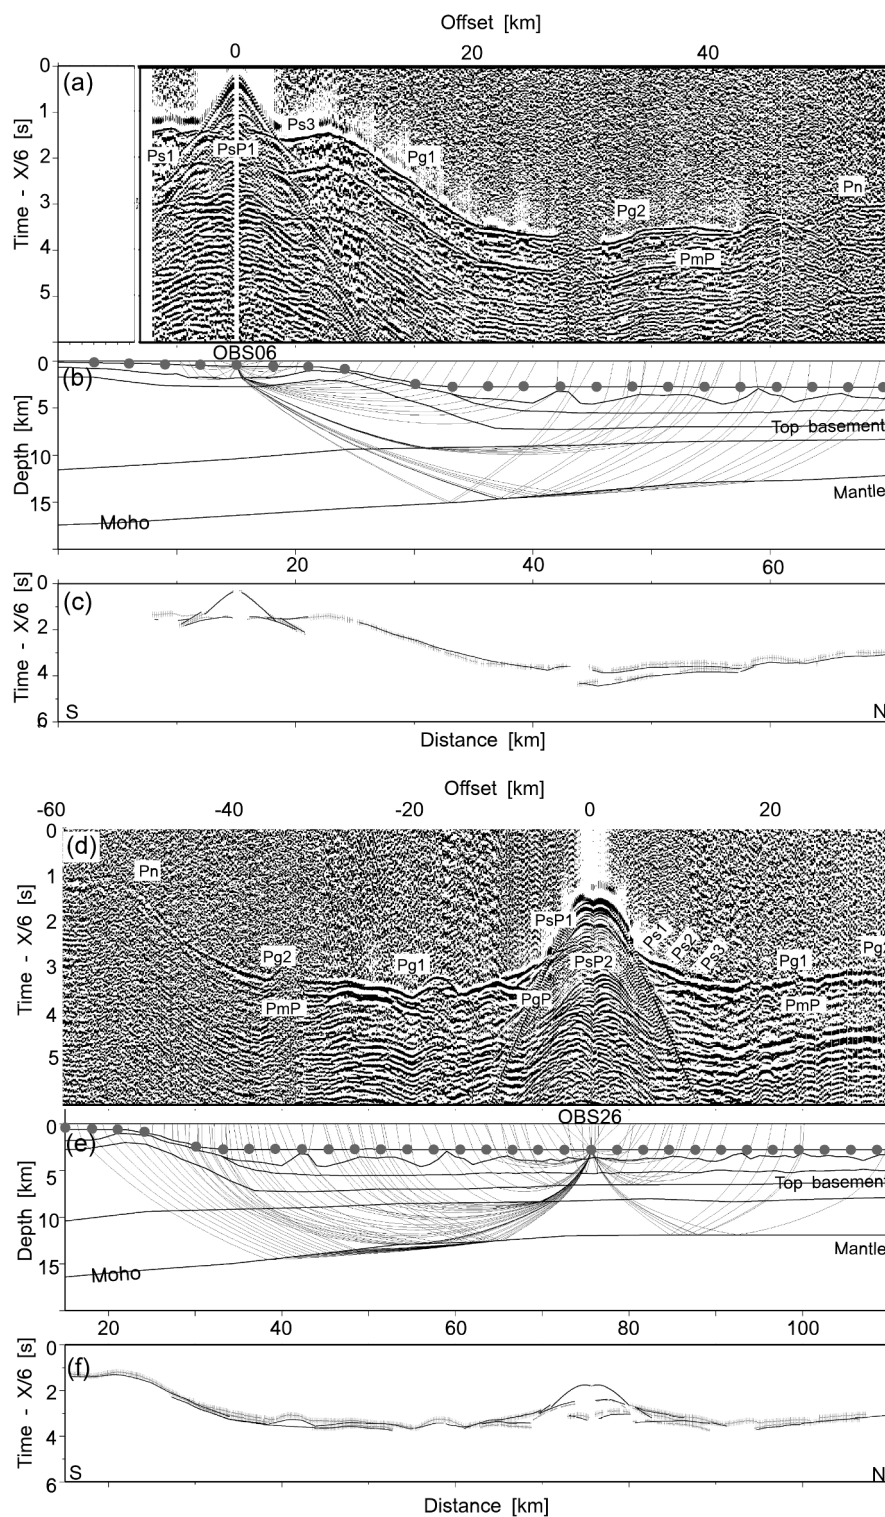 Offset [km]
0 20 40
Time - X/6 [s]
0
1
2
3
4
5
(a)
Ps1
PsP1
Ps3
Pg1
Pg2
PmP
Pn
OBS06
Depth [km]
0
5
10
15
(b)
Top basement
Mantle
Moho
20 40 60
Time - X/6 [s]
0
2
4
6
(c)
S N
Distance [km]
Offset [km]
-60 -40 -20 0 20
Time - X/6 [s]
0
1
2
3
4
5
(d)
Pn
Pg2
PmP
Pg1
PsP1
PsP2
PgP
Ps1
Ps2
Ps3
Pg1
PmP
Pg
OBS26
Depth [km]
0
5
10
15
(e)
Top basement
Mantle
Moho
20 40 60 80 100
Time - X/6 [s]
0
2
4
6
(f)
S N
Distance [km]